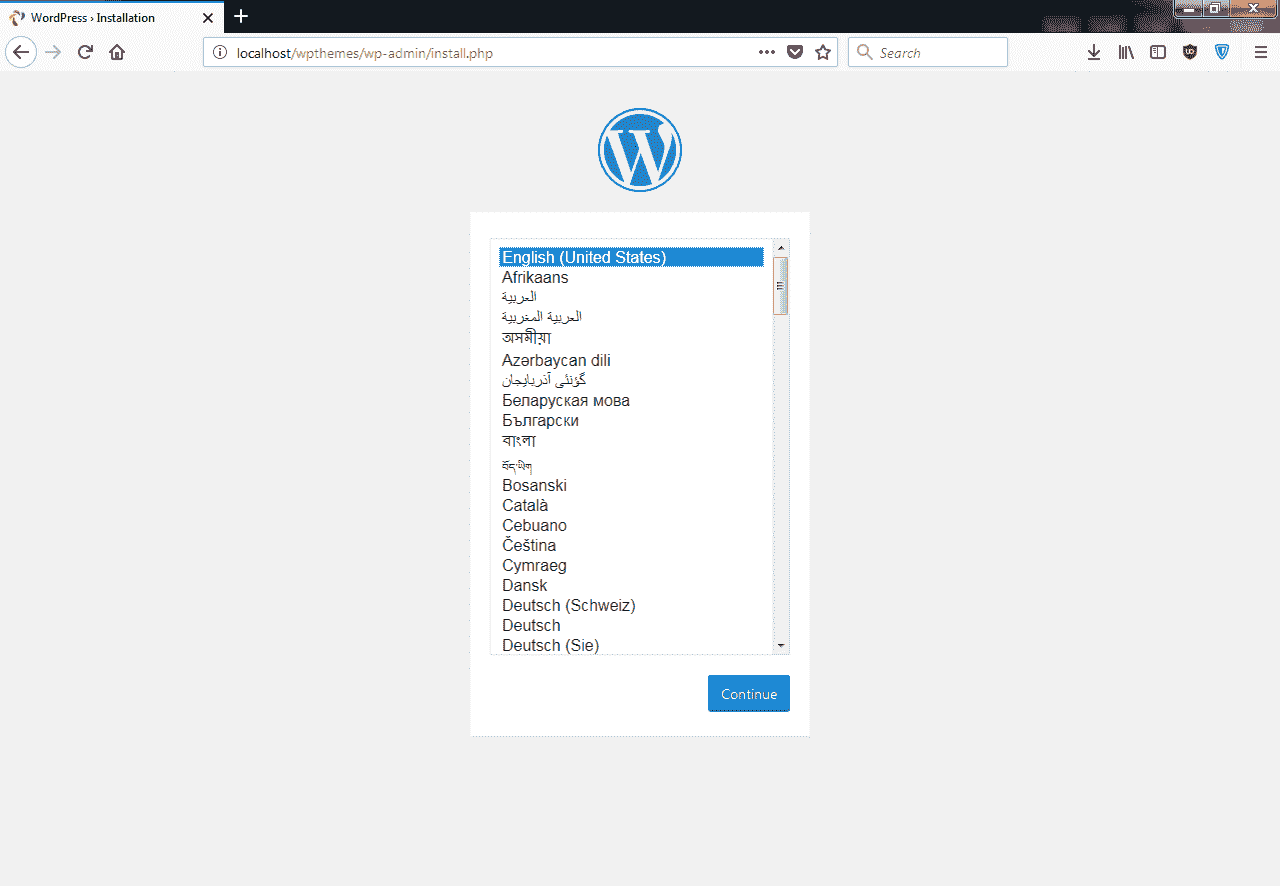 WordPress › Installation
localhost/wpthemes/wp-admin/install.php
Search
English (United States)
Afrikaans
العربية
العربية المغربية
অসমীয়া
Azərbaycan dili
گؤنئی آذربایجان
Беларуская мова
Български
বাংলা
བོད་ཡིག
Bosanski
Català
Cebuano
Čeština
Cymraeg
Dansk
Deutsch (Schweiz)
Deutsch
Deutsch (Sie)
Continue